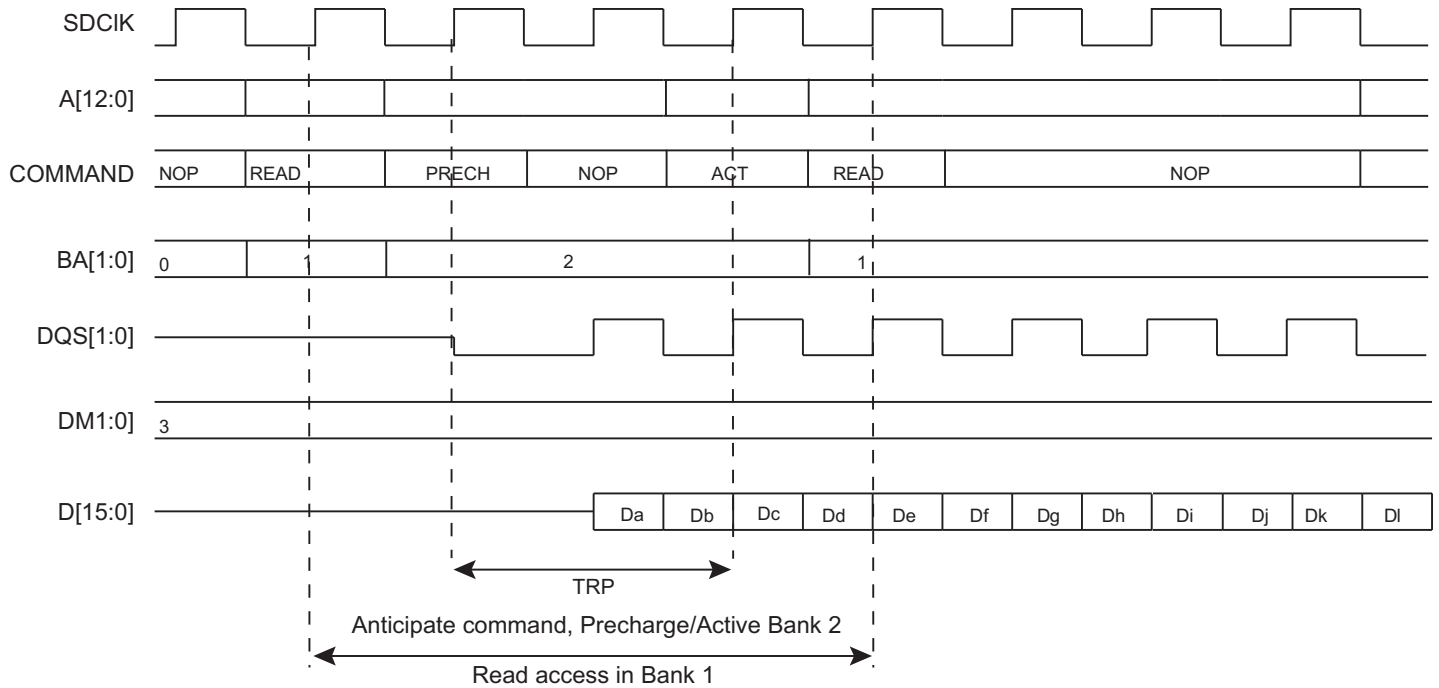 SDClK
A[12:0]
COMMAND NOP READ PRECH NOP ACT READ NOP
BA[1:0] 0 1 2 1
DQS[1:0]
DM1:0] 3
D[15:0] Da Db Dc Dd De Df Dg Dh Di Dj Dk Dl
TRP
Anticipate command, Precharge/Active Bank 2
Read access in Bank 1